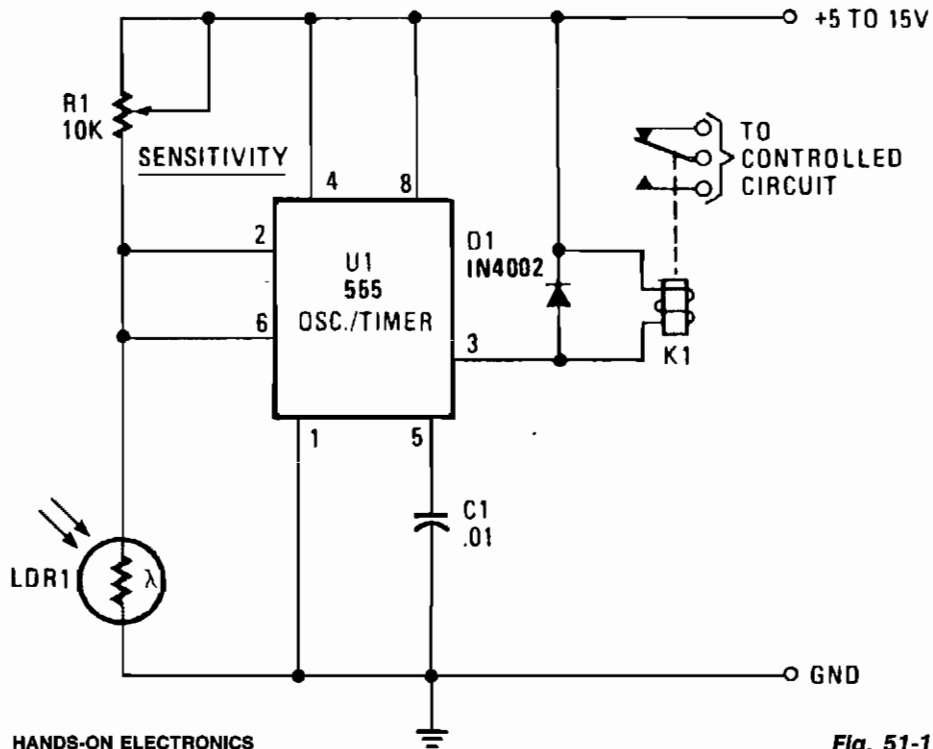 +5 TO 15V
R1
10K
SENSITIVITY
TO
CONTROLLED
CIRCUIT
4
8
2
D1
IN4002
U1
555
OSC./TIMER
6
3
K1
1
5
C1
.01
LDR1
λ
GND
HANDS-ON ELECTRONICS
Fig. 51-1